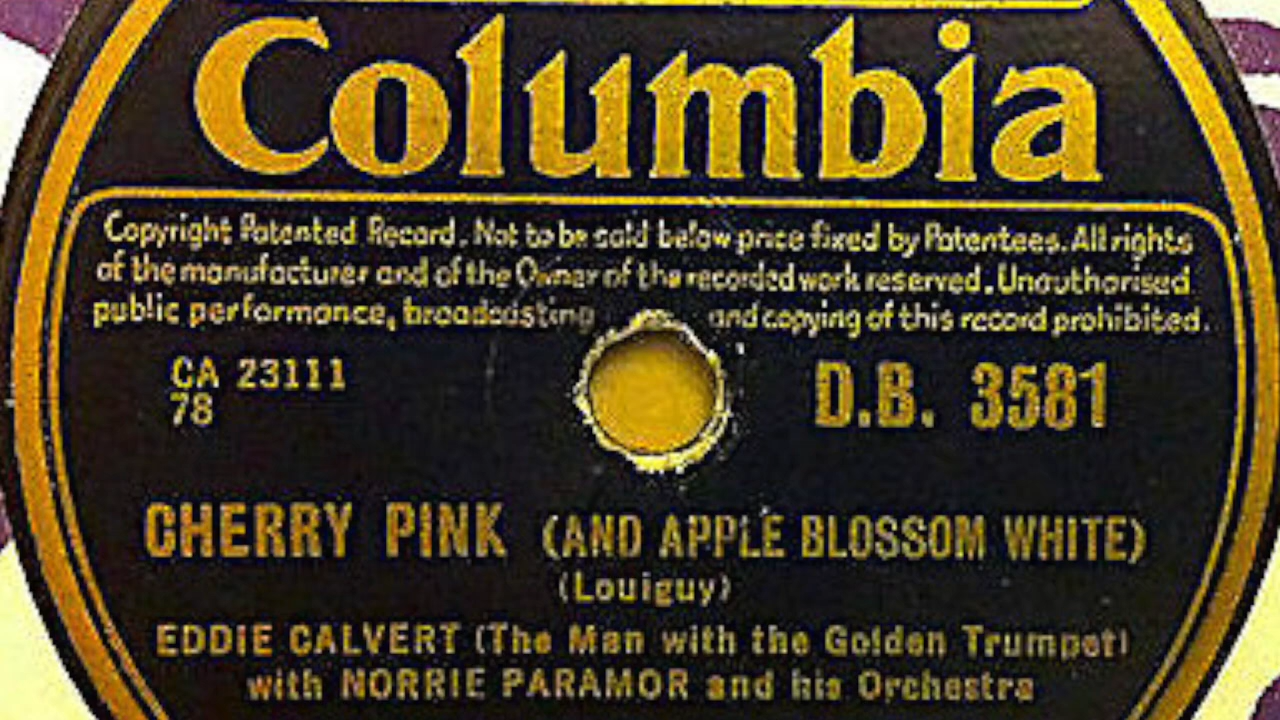 Columbia
Copyright Patented Record. Not to be sold below price fixed by Patentees. All rights
of the manufacturer and of the Owner of the recorded work reserved. Unauthorised
public performance, broadcasting and copying of this record prohibited.
CA 23111
78
D.B. 3581
CHERRY PINK (AND APPLE BLOSSOM WHITE)
(Louiguy)
EDDIE CALVERT (The Man with the Golden Trumpet)
with NORRIE PARAMOR and his Orchestra